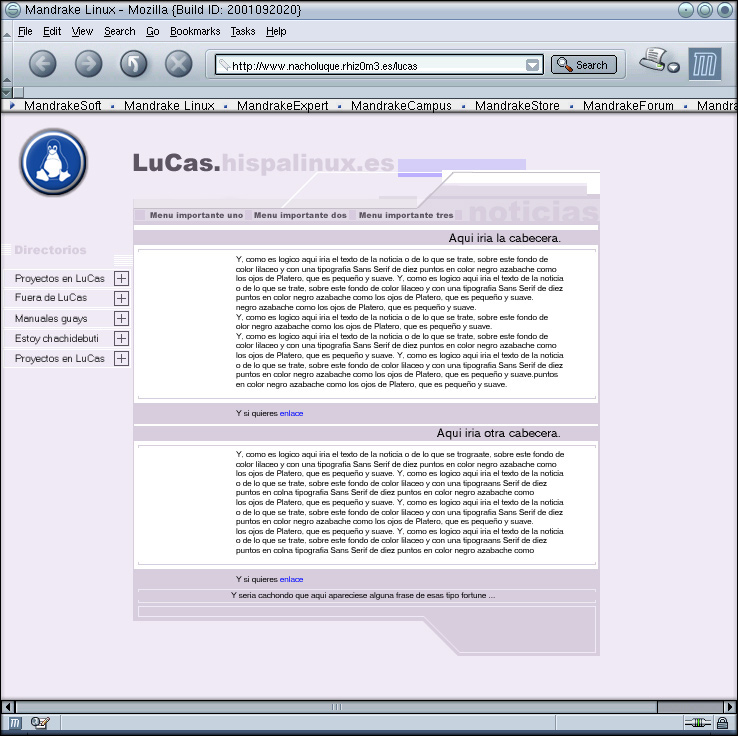 Mandrake Linux - Mozilla {Build ID: 2001092020}
File Edit View Search Go Bookmarks Tasks Help
http://www.nacholuque.rhiz0m3.es/lucas
Search
MandrakeSoft Mandrake Linux MandrakeExpert MandrakeCampus MandrakeStore MandrakeForum Mandra
LuCas.hispalinux.es
noticias
Menu importante uno Menu importante dos Menu importante tres
Directorios
Proyectos en LuCas
Fuera de LuCas
Manuales guays
Estoy chachidebuti
Proyectos en LuCas
Aqui iria la cabecera.
Y, como es logico aqui iria el texto de la noticia o de lo que se trate, sobre este fondo de
color lilaceo y con una tipografia Sans Serif de diez puntos en color negro azabache como
los ojos de Platero, que es pequeño y suave. Y, como es logico aqui iria el texto de la noticia
o de lo que se trate, sobre este fondo de color lilaceo y con una tipografia Sans Serif de diez
puntos en color negro azabache como los ojos de Platero, que es pequeño y suave.
negro azabache como los ojos de Platero, que es pequeño y suave.
Y, como es logico aqui iria el texto de la noticia o de lo que se trate, sobre este fondo de
olor negro azabache como los ojos de Platero, que es pequeño y suave.
Y, como es logico aqui iria el texto de la noticia o de lo que se trate, sobre este fondo de
color lilaceo y con una tipografia Sans Serif de diez puntos en color negro azabache como
los ojos de Platero, que es pequeño y suave. Y, como es logico aqui iria el texto de la noticia
o de lo que se trate, sobre este fondo de color lilaceo y con una tipografia Sans Serif de diez
puntos en color negro azabache como los ojos de Platero, que es pequeño y suave.puntos
en color negro azabache como los ojos de Platero, que es pequeño y suave.
Y si quieres enlace
Aqui iria otra cabecera.
Y, como es logico aqui iria el texto de la noticia o de lo que se trograate, sobre este fondo de
color lilaceo y con una tipografia Sans Serif de diez puntos en color negro azabache como
los ojos de Platero, que es pequeño y suave. Y, como es logico aqui iria el texto de la noticia
o de lo que se trate, sobre este fondo de color lilaceo y con una tipograans Serif de diez
puntos en colna tipografia Sans Serif de diez puntos en color negro azabache como
los ojos de Platero, que es pequeño y suave. Y, como es logico aqui iria el texto de la noticia
o de lo que se trate, sobre este fondo de color lilaceo y con una tipograans Serif de diez
puntos en color negro azabache como los ojos de Platero, que es pequeño y suave.
los ojos de Platero, que es pequeño y suave. Y, como es logico aqui iria el texto de la noticia
o de lo que se trate, sobre este fondo de color lilaceo y con una tipograans Serif de diez
puntos en colna tipografia Sans Serif de diez puntos en color negro azabache como
Y si quieres enlace
Y seria cachondo que aqui apareciese alguna frase de esas tipo fortune ...